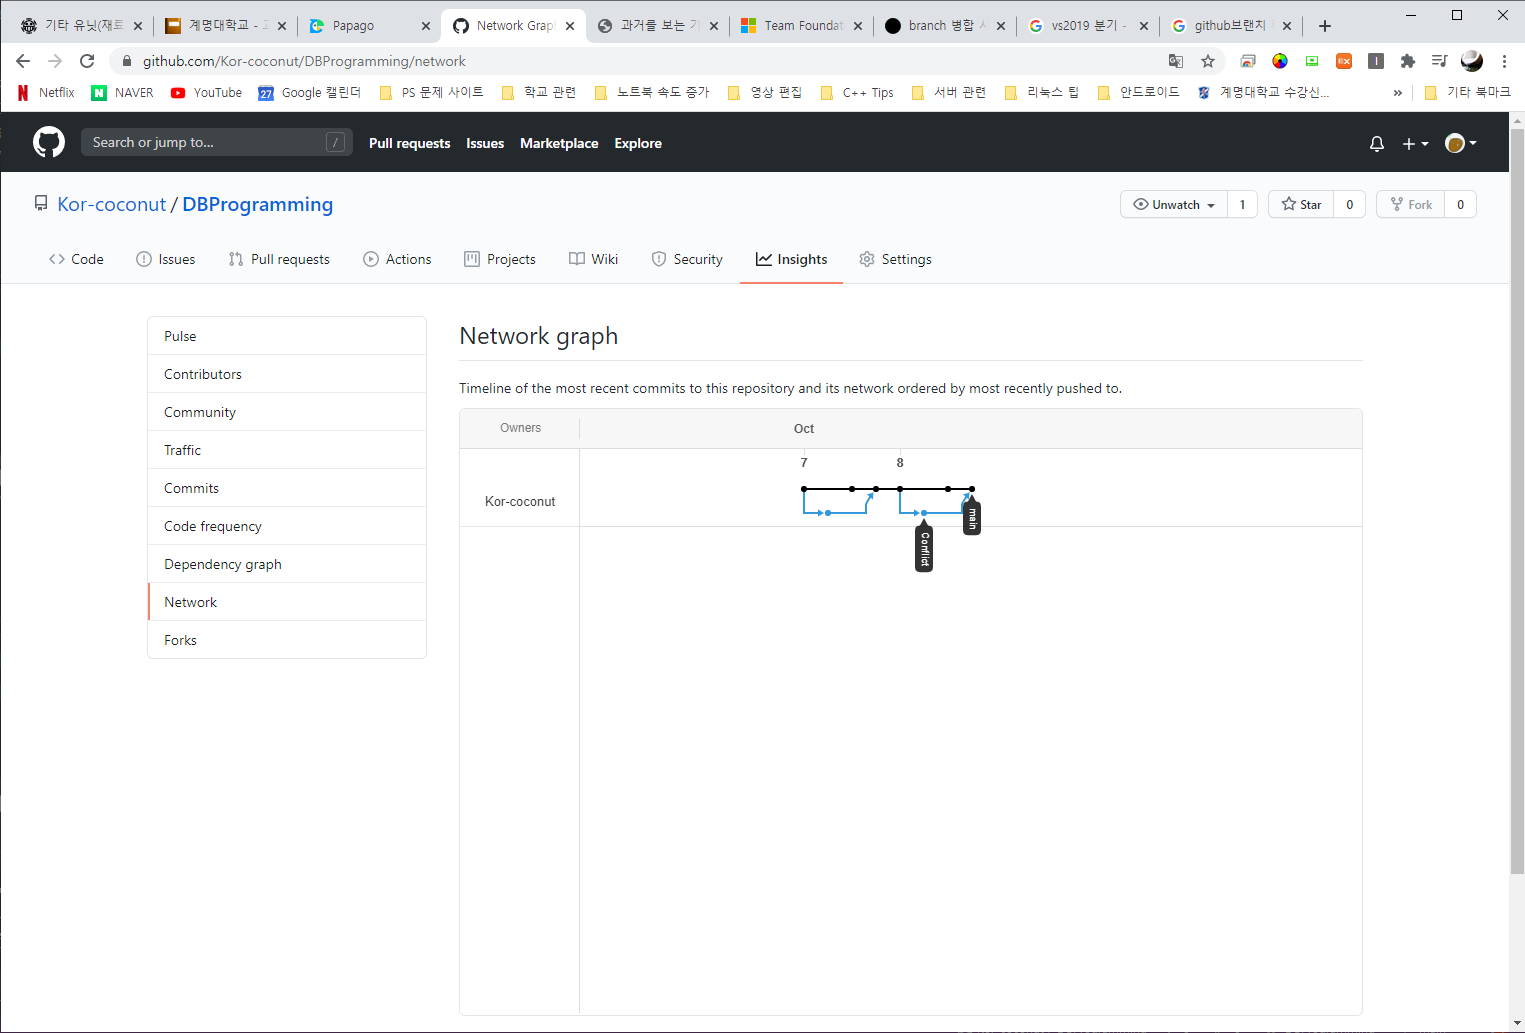 기타 유닛(재료
계명대학교 -
Papago
Network Grap
과거를 보는 기
Team Foundat
branch 병합 시
vs2019 분기 -
github브랜치
github.com/Kor-coconut/DBProgramming/network
Netflix
NAVER
YouTube
27
Google 캘린더
PS 문제 사이트
학교 관련
노트북 속도 증가
영상 편집
C++ Tips
서버 관련
리눅스 팁
안드로이드
계명대학교 수강신...
»
기타 북마크
Search or jump to... /
Pull requests
Issues
Marketplace
Explore
Kor-coconut / DBProgramming
Unwatch 1
Star 0
Fork 0
Code
Issues
Pull requests
Actions
Projects
Wiki
Security
Insights
Settings
Pulse
Contributors
Community
Traffic
Commits
Code frequency
Dependency graph
Network
Forks
Network graph
Timeline of the most recent commits to this repository and its network ordered by most recently pushed to.
Owners
Oct
7
8
Kor-coconut
main
Conflict